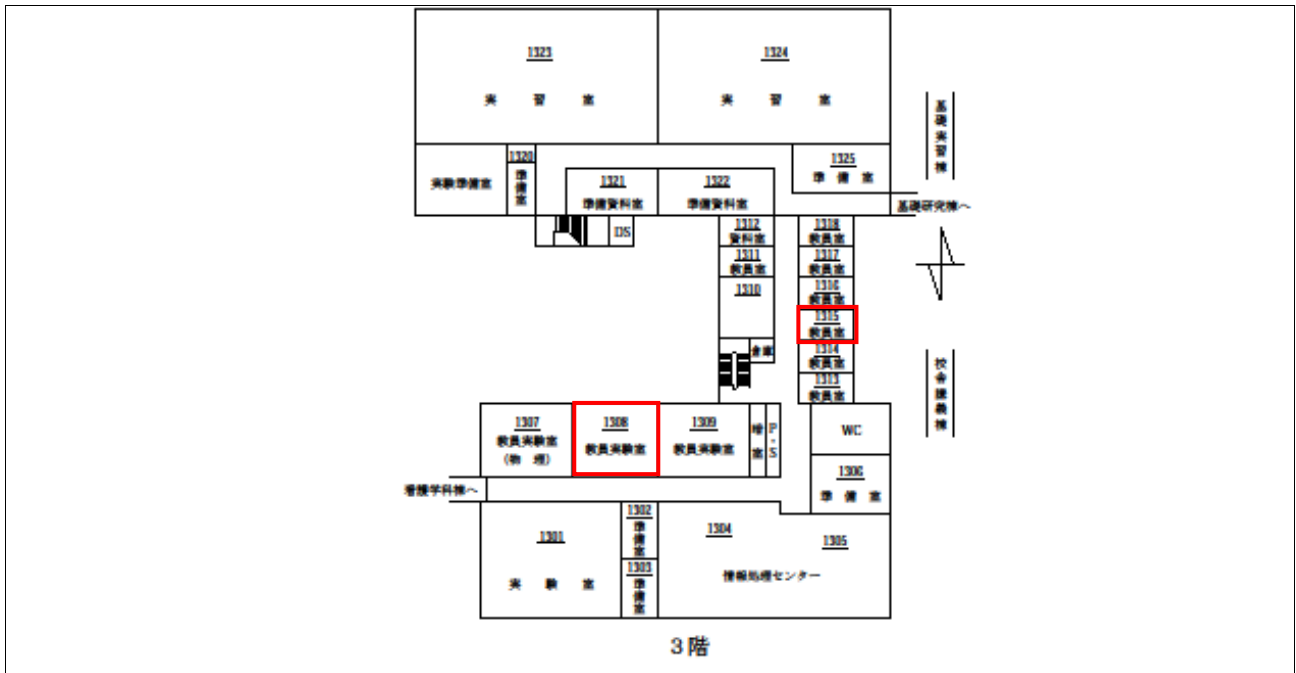 1323
実習室
1324
実習室
基礎実習棟
実験準備室
1320
準備室
1321
準備資料室
1322
準備資料室
1325
準備室
基礎研究棟へ
DS
1312
資料室
1311
教員室
1310
倉庫
1318
教員室
1317
教員室
1316
教員室
1315
教員室
1314
教員室
1313
教員室
校舎講義棟
1307
教員実験室
(物理)
1308
教員実験室
1309
教員実験室
暗室
P・S
WC
1306
準備室
看護学科棟へ
1301
実験室
1302
準備室
1303
準備室
1304
1305
情報処理センター
3階